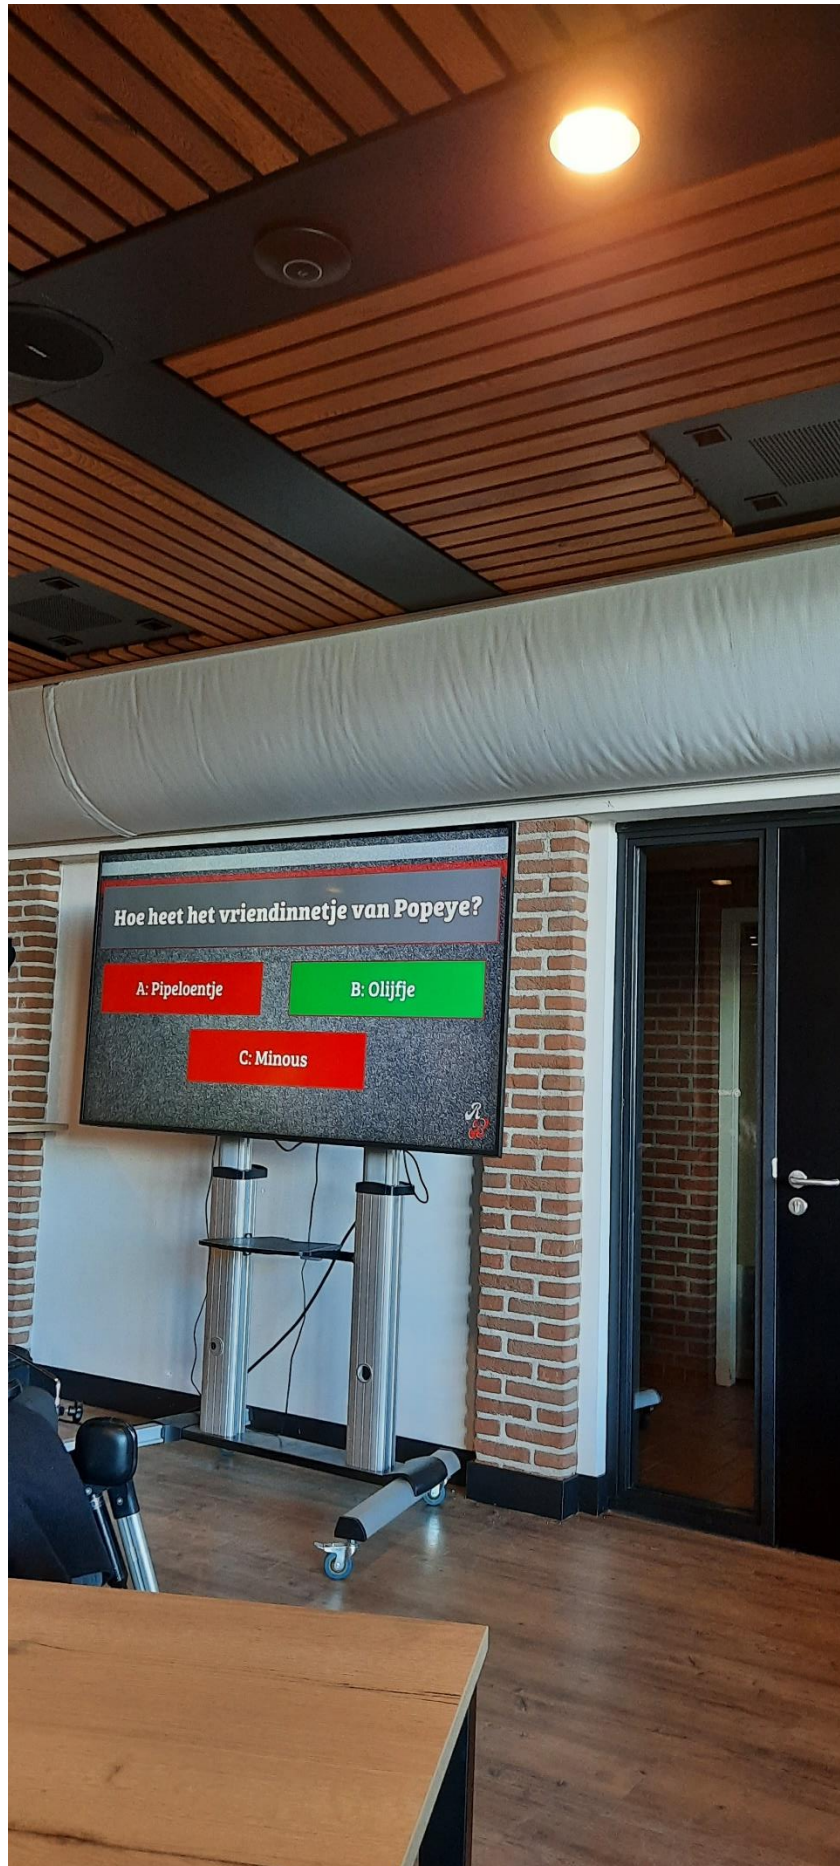 Hoe heet het vriendinnetje van Popeye?
A: Pipeloentje
B: Olijfje
C: Minous